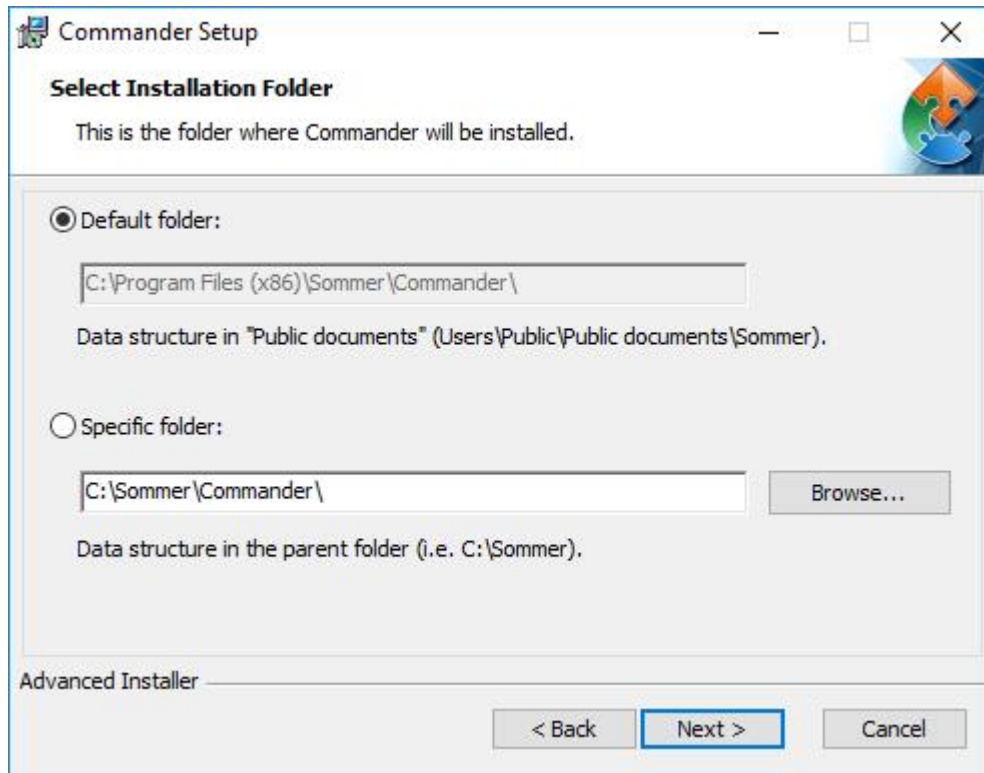 Commander Setup
Select Installation Folder
This is the folder where Commander will be installed.
Default folder:
C:\Program Files (x86)\Sommer\Commander\
Data structure in "Public documents" (Users\Public\Public documents\Sommer).
Specific folder:
C:\Sommer\Commander\
Browse...
Data structure in the parent folder (i.e. C:\Sommer).
Advanced Installer
< Back
Next >
Cancel